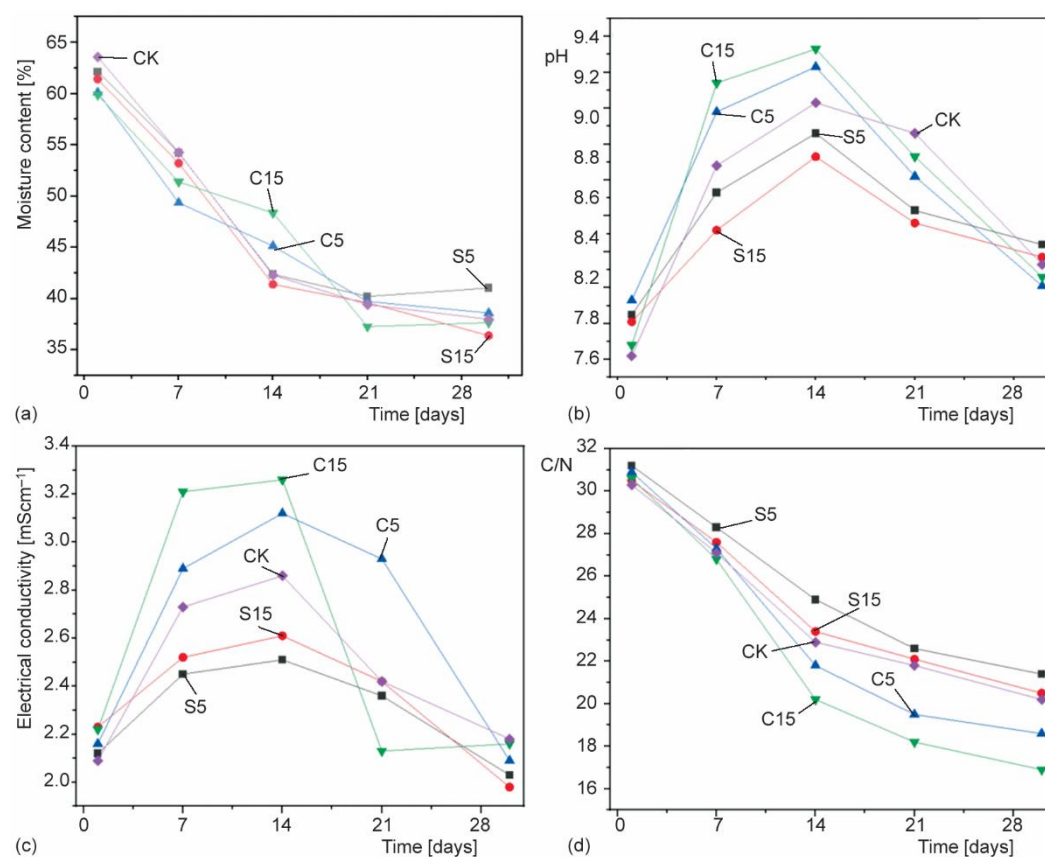 65
60
55
50
45
40
35
Moisture content [%]
CK
C15
C5
S5
S15
0 7 14 21 28
Time [days]
(a)
9.4
9.2
9.0
8.8
8.6
8.4
8.2
7.8
7.6
pH
C15
C5
CK
S5
S15
0 7 14 21 28
Time [days]
(b)
3.4
3.2
3.0
2.8
2.6
2.4
2.2
2.0
Electrical conductivity [mScm⁻¹]
C15
C5
CK
S15
S5
0 7 14 21 28
Time [days]
(c)
32
31
28
26
24
22
20
18
16
C/N
S5
S15
CK
C5
C15
0 7 14 21 28
Time [days]
(d)